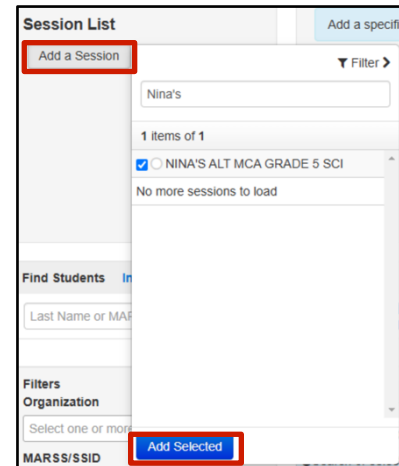 Session List
Add a specifi
Add a Session
Filter
Nina's
1 items of 1
NINA'S ALT MCA GRADE 5 SCI
No more sessions to load
Find Students In
Last Name or MAR
Filters
Organization
Select one or more
Add Selected
MARSS/SSID